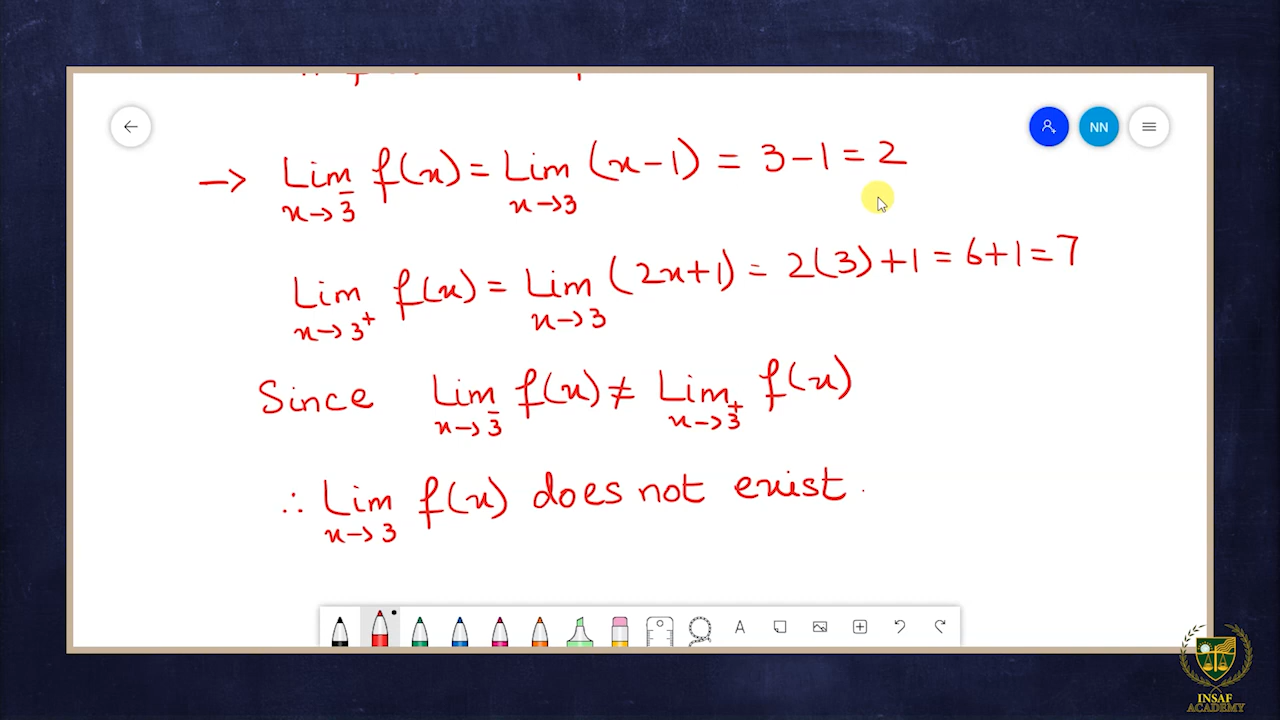 NN
→ Lim x→3⁻ f(x) = Lim x→3 (x-1) = 3-1 = 2
Lim x→3⁺ f(x) = Lim x→3 (2x+1) = 2(3)+1 = 6+1 = 7
Since Lim x→3⁻ f(x) ≠ Lim x→3⁺ f(x)
∴ Lim x→3 f(x) does not exist.
A
INSAF
ACADEMY